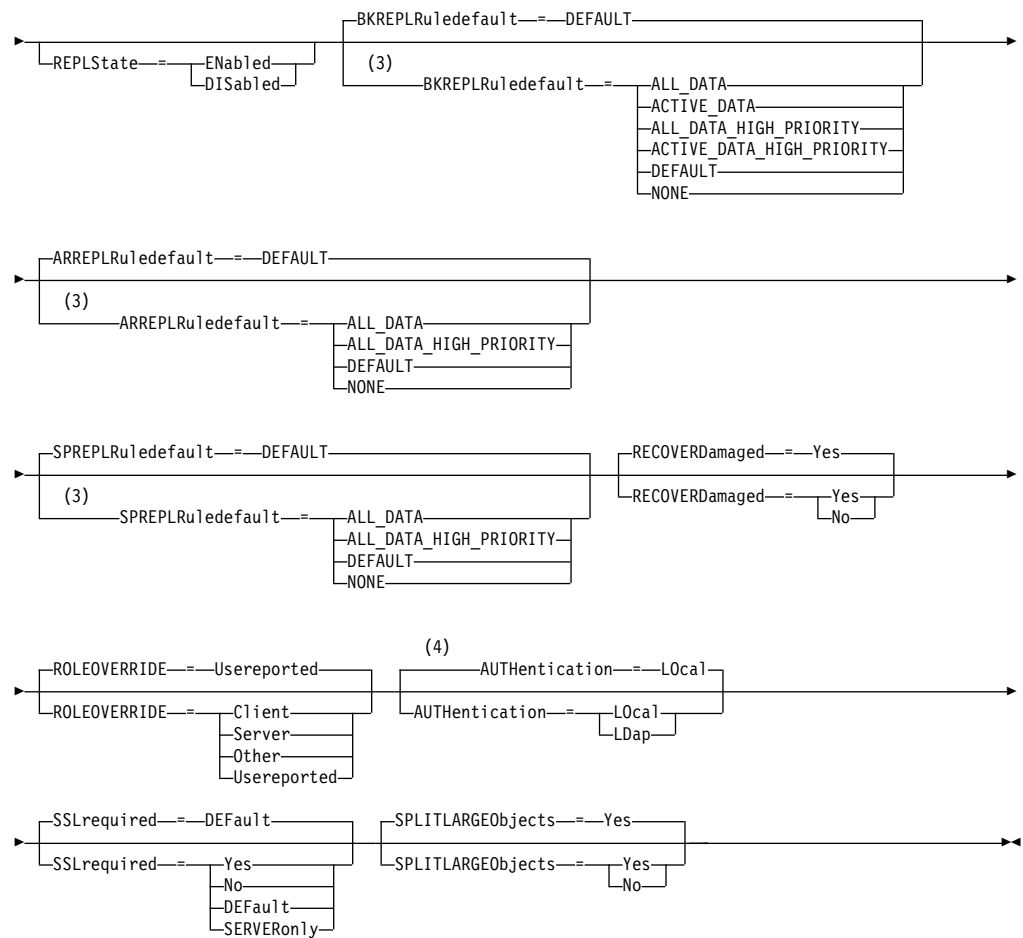 BKREPLRuledefault = DEFAULT
REPLState = ENabled
DISabled
(3)
BKREPLRuledefault = ALL_DATA
ACTIVE_DATA
ALL_DATA_HIGH_PRIORITY
ACTIVE_DATA_HIGH_PRIORITY
DEFAULT
NONE
ARREPLRuledefault = DEFAULT
(3)
ARREPLRuledefault = ALL_DATA
ALL_DATA_HIGH_PRIORITY
DEFAULT
NONE
SPREPLRuledefault = DEFAULT
(3)
SPREPLRuledefault = ALL_DATA
ALL_DATA_HIGH_PRIORITY
DEFAULT
NONE
RECOVERDamaged = Yes
RECOVERDamaged = Yes
No
ROLEOVERRIDE = Usereported
ROLEOVERRIDE = Client
Server
Other
Usereported
(4)
AUTHentication = LOcal
AUTHentication = LOcal
LDap
SSLrequired = DEFault
SSLrequired = Yes
No
DEFault
SERVERonly
SPLITLARGEObjects = Yes
SPLITLARGEObjects = Yes
No